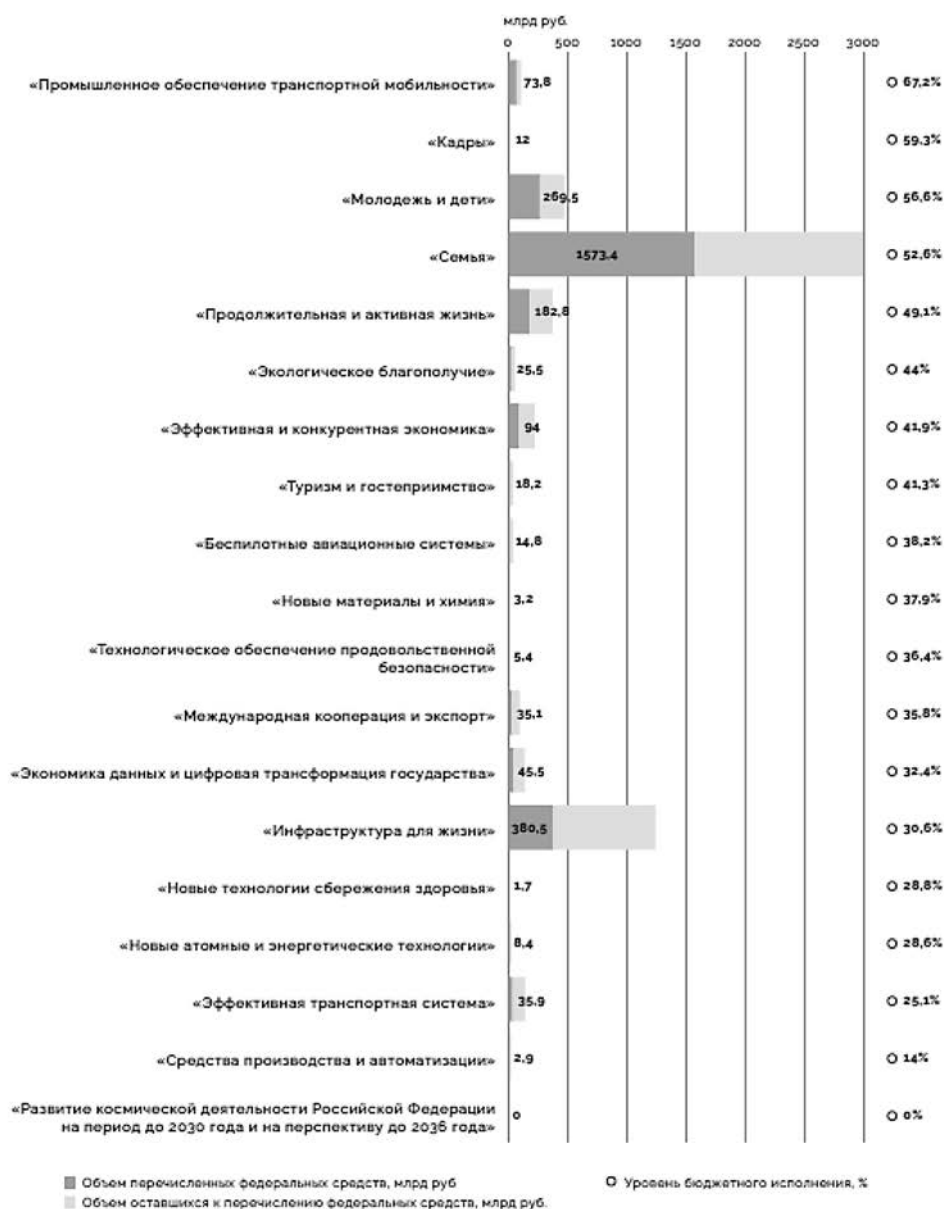 млрд руб.
0 500 1000 1500 2000 2500 3000
«Промышленное обеспечение транспортной мобильности» 73,8 67,2%
«Кадры» 12 59.3%
«Молодежь и дети» 269,5 56,6%
«Семья» 1573.4 52,6%
«Продолжительная и активная жизнь» 182,8 49,1%
«Экологическое благополучие» 25,5 44%
«Эффективная и конкурентная экономика» 94 41,9%
«Туризм и гостеприимство» 18,2 41,3%
«Беспилотные авиационные системы» 14,8 38,2%
«Новые материалы и химия» 3,2 37.9%
«Технологическое обеспечение продовольственной
безопасности» 5.4 36,4%
«Международная кооперация и экспорт» 35,1 35,8%
«Экономика данных и цифровая трансформация государства» 45.5 32,4%
«Инфраструктура для жизни» 380,5 30,6%
«Новые технологии сбережения здоровья» 1,7 28,8%
«Новые атомные и энергетические технологии» 8,4 28,6%
«Эффективная транспортная система» 35.9 25,1%
«Средства производства и автоматизации» 2.9 14%
«Развитие космической деятельности Российской Федерации
на период до 2030 года и на перспективу до 2036 года» 0 0%
Объем перечисленных федеральных средств, млрд руб
Объем оставшихся к перечислению федеральных средств, млрд руб.
Уровень бюджетного исполнения, %